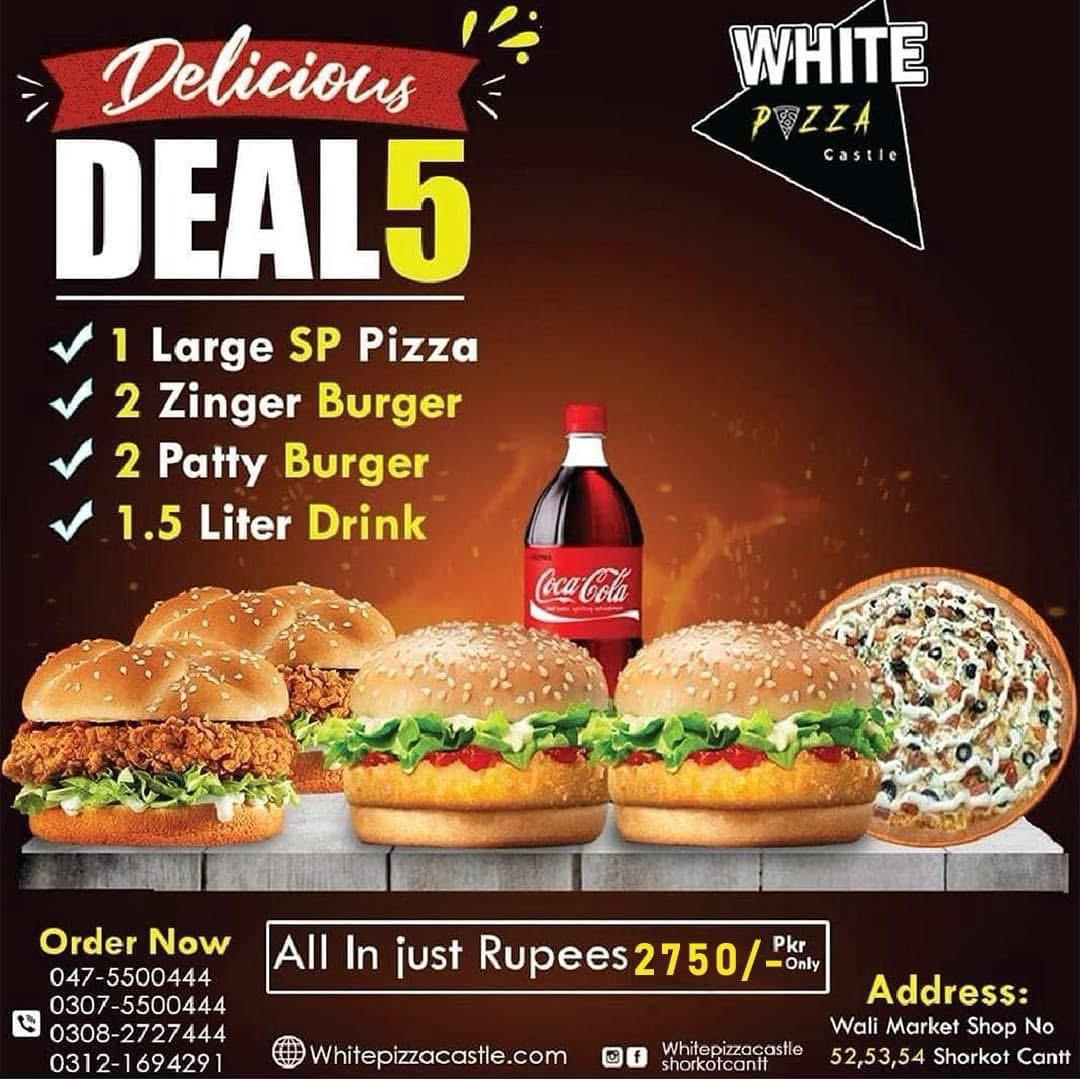 Delicious
DEAL 5
WHITE
PIZZA
Castle
1 Large SP Pizza
2 Zinger Burger
2 Patty Burger
1.5 Liter Drink
Coca-Cola
Order Now
047-5500444
0307-5500444
0308-2727444
0312-1694291
All In just Rupees 2750/- Pkr Only
Whitepizzacastle.com
Whitepizzacastle
shorkotcantt
Address:
Wali Market Shop No
52,53,54 Shorkot Cantt